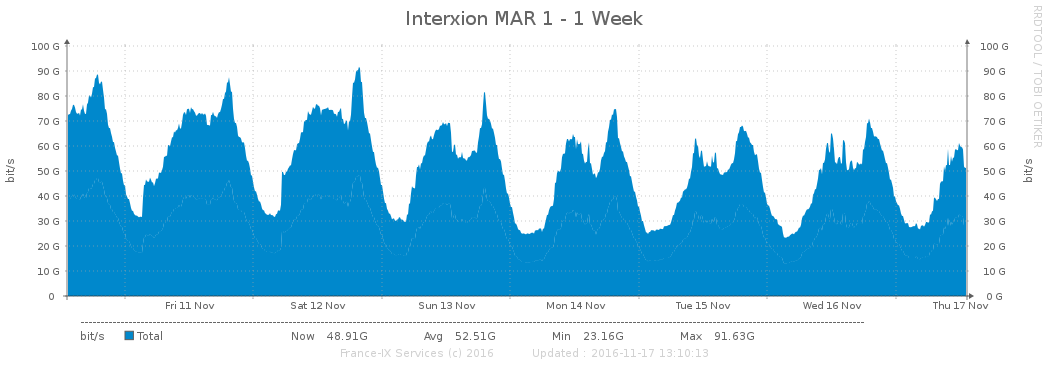 Interxion MAR 1 - 1 Week
RRDTOOL / TOBI OETIKER
bit/s
100 G 100 G
90 G 90 G
80 G 80 G
70 G 70 G
60 G 60 G
50 G 50 G
40 G 40 G
30 G 30 G
20 G 20 G
10 G 10 G
0 0 G
bit/s
Fri 11 Nov Sat 12 Nov Sun 13 Nov Mon 14 Nov Tue 15 Nov Wed 16 Nov Thu 17 Nov
bit/s Total Now 48.91G Avg 52.51G Min 23.16G Max 91.63G
France-IX Services (c) 2016 Updated : 2016-11-17 13:10:13